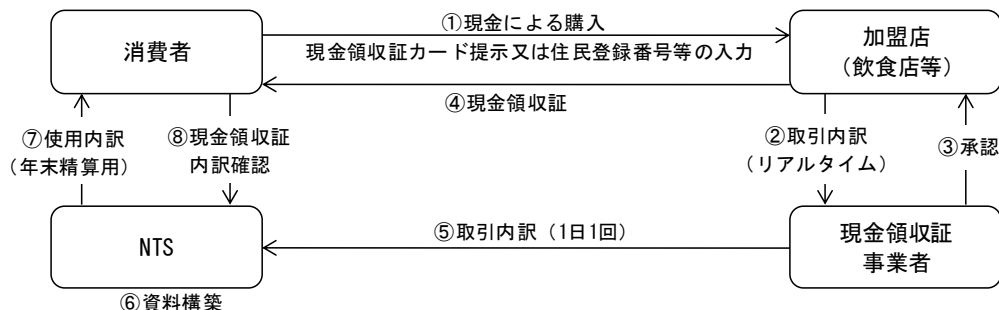 ①現金による購入
消費者
現金領収証カード提示又は住民登録番号等の入力
加盟店
（飲食店等）
④現金領収証
⑦使用内訳
（年末精算用）
⑧現金領収証
内訳確認
②取引内訳
（リアルタイム）
③承認
NTS
⑤取引内訳（1日1回）
現金領収証
事業者
⑥資料構築